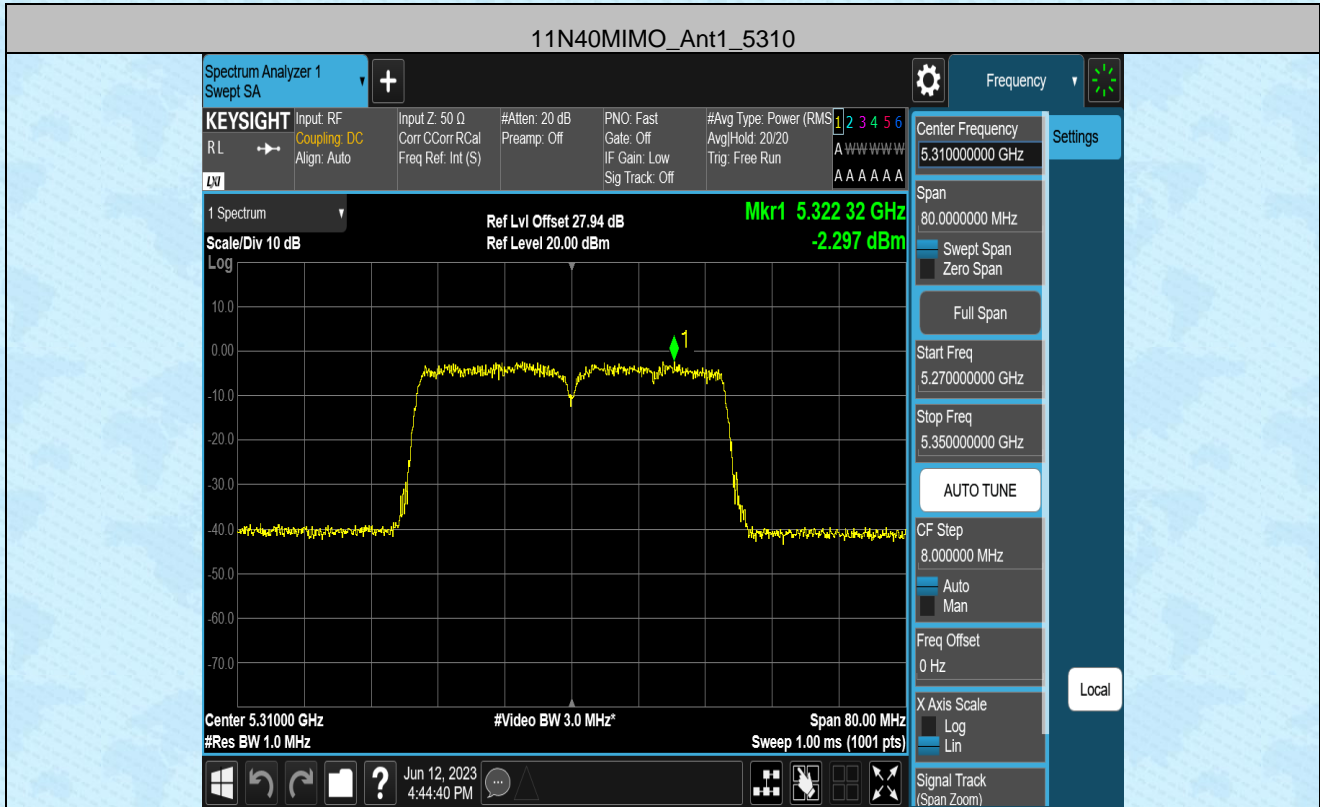 11N40MIMO_Ant1_5310
Spectrum Analyzer 1
Swept SA
+
Frequency
KEYSIGHT
RL
LXI
Input: RF
Coupling: DC
Align: Auto
Input Z: 50 Ω
Corr CCorr RCal
Freq Ref: Int (S)
#Atten: 20 dB
Preamp: Off
PNO: Fast
Gate: Off
IF Gain: Low
Sig Track: Off
#Avg Type: Power (RMS
Avg|Hold: 20/20
Trig: Free Run
1 2 3 4 5 6
A W W W W W
A A A A A A
1 Spectrum
Scale/Div 10 dB
Log
Ref Lvl Offset 27.94 dB
Ref Level 20.00 dBm
Mkr1 5.322 32 GHz
-2.297 dBm
10.0
0.00
-10.0
-20.0
-30.0
-40.0
-50.0
-60.0
-70.0
1
Center 5.31000 GHz
#Res BW 1.0 MHz
#Video BW 3.0 MHz*
Span 80.00 MHz
Sweep 1.00 ms (1001 pts)
?
Jun 12, 2023
4:44:40 PM
Center Frequency
5.310000000 GHz
Span
80.0000000 MHz
Swept Span
Zero Span
Full Span
Start Freq
5.270000000 GHz
Stop Freq
5.350000000 GHz
AUTO TUNE
CF Step
8.000000 MHz
Auto
Man
Freq Offset
0 Hz
X Axis Scale
Log
Lin
Signal Track
(Span Zoom)
Settings
Local